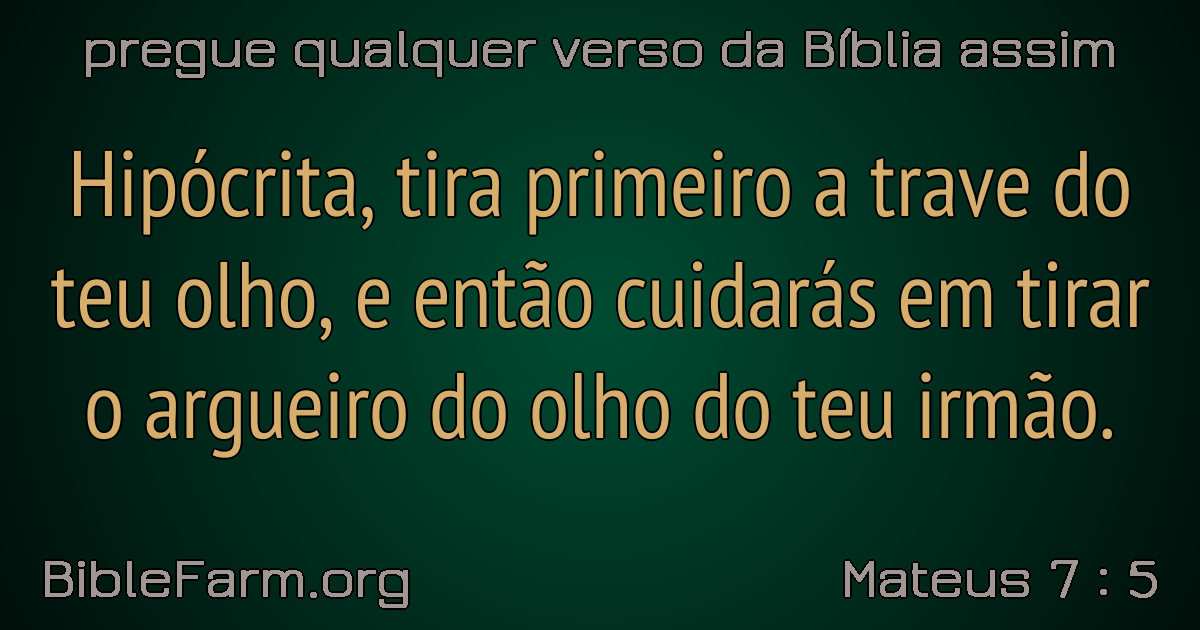 pregue qualquer verso da Bíblia assim
Hipócrita, tira primeiro a trave do
teu olho, e então cuidarás em tirar
o argueiro do olho do teu irmão.
BibleFarm.org
Mateus 7 : 5